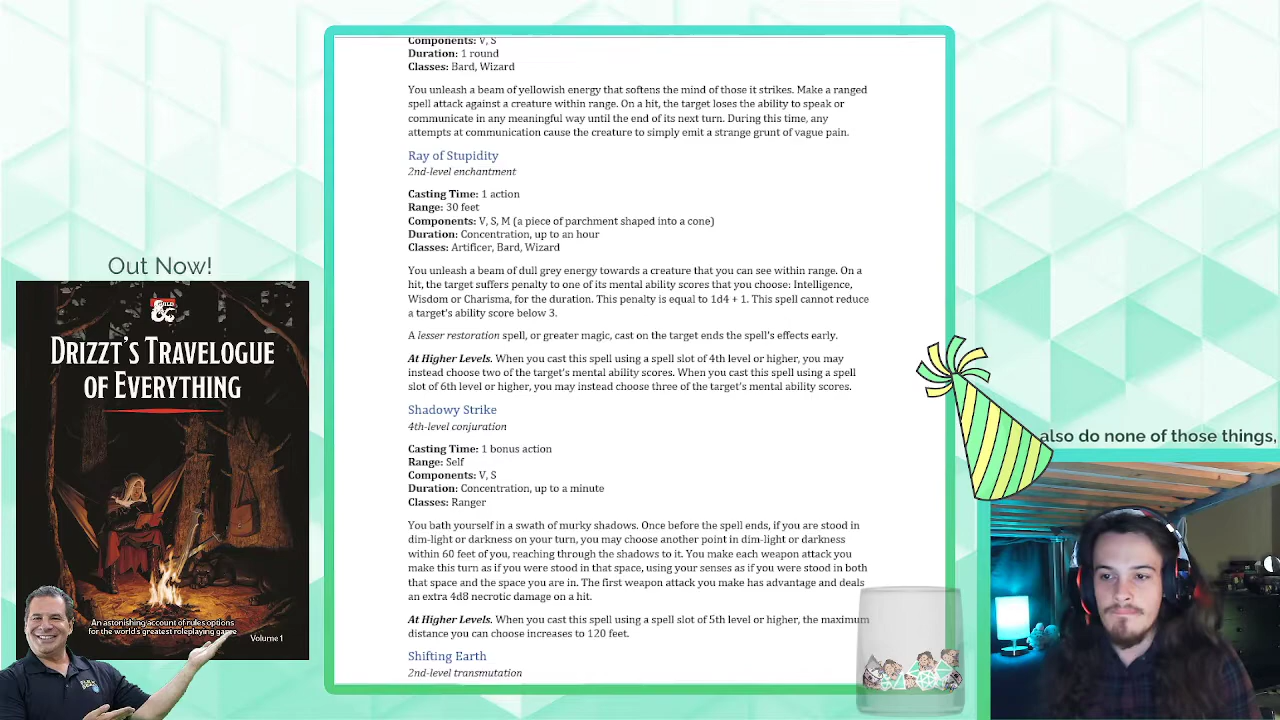 Components: V, S
Duration: 1 round
Classes: Bard, Wizard
You unleash a beam of yellowish energy that softens the mind of those it strikes. Make a ranged
spell attack against a creature within range. On a hit, the target loses the ability to speak or
communicate in any meaningful way until the end of its next turn. During this time, any
attempts at communication cause the creature to simply emit a strange grunt of vague pain.
Ray of Stupidity
2nd-level enchantment
Casting Time: 1 action
Range: 30 feet
Components: V, S, M (a piece of parchment shaped into a cone)
Duration: Concentration, up to an hour
Classes: Artificer, Bard, Wizard
You unleash a beam of dull grey energy towards a creature that you can see within range. On a
hit, the target suffers penalty to one of its mental ability scores that you choose: Intelligence,
Wisdom or Charisma, for the duration. This penalty is equal to 1d4 + 1. This spell cannot reduce
a target's ability score below 3.
A lesser restoration spell, or greater magic, cast on the target ends the spell's effects early.
At Higher Levels. When you cast this spell using a spell slot of 4th level or higher, you may
instead choose two of the target's mental ability scores. When you cast this spell using a spell
slot of 6th level or higher, you may instead choose three of the target's mental ability scores.
Shadowy Strike
4th-level conjuration
Casting Time: 1 bonus action
Range: Self
Components: V, S
Duration: Concentration, up to a minute
Classes: Ranger
You bath yourself in a swath of murky shadows. Once before the spell ends, if you are stood in
dim-light or darkness on your turn, you may choose another point in dim-light or darkness
within 60 feet of you, reaching through the shadows to it. You make each weapon attack you
make this turn as if you were stood in that space, using your senses as if you were stood in both
that space and the space you are in. The first weapon attack you make has advantage and deals
an extra 4d8 necrotic damage on a hit.
At Higher Levels. When you cast this spell using a spell slot of 5th level or higher, the maximum
distance you can choose increases to 120 feet.
Shifting Earth
2nd-level transmutation
Out Now!
DRIZZT'S TRAVELOGUE
OF EVERYTHING
An astonishing account of rules options
for the world's greatest roleplaying game
Volume 1
also do none of those things,